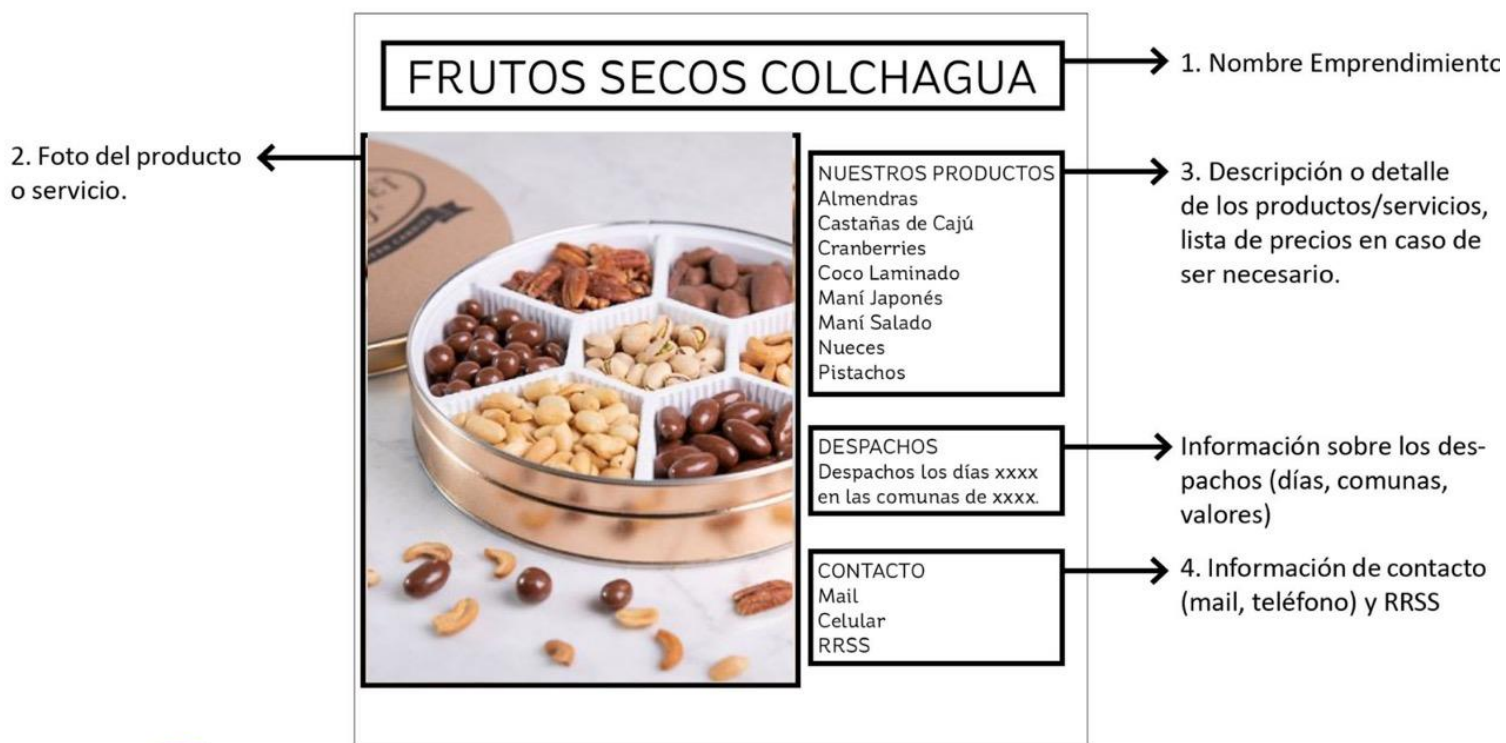 FRUTOS SECOS COLCHAGUA
1. Nombre Emprendimiento
2. Foto del producto
o servicio.
NUESTROS PRODUCTOS
Almendras
Castañas de Cajú
Cranberries
Coco Laminado
Maní Japonés
Maní Salado
Nueces
Pistachos
3. Descripción o detalle
de los productos/servicios,
lista de precios en caso de
ser necesario.
DESPACHOS
Despachos los días xxxx
en las comunas de xxxx.
Información sobre los des-
pachos (días, comunas,
valores)
CONTACTO
Mail
Celular
RRSS
4. Información de contacto
(mail, teléfono) y RRSS